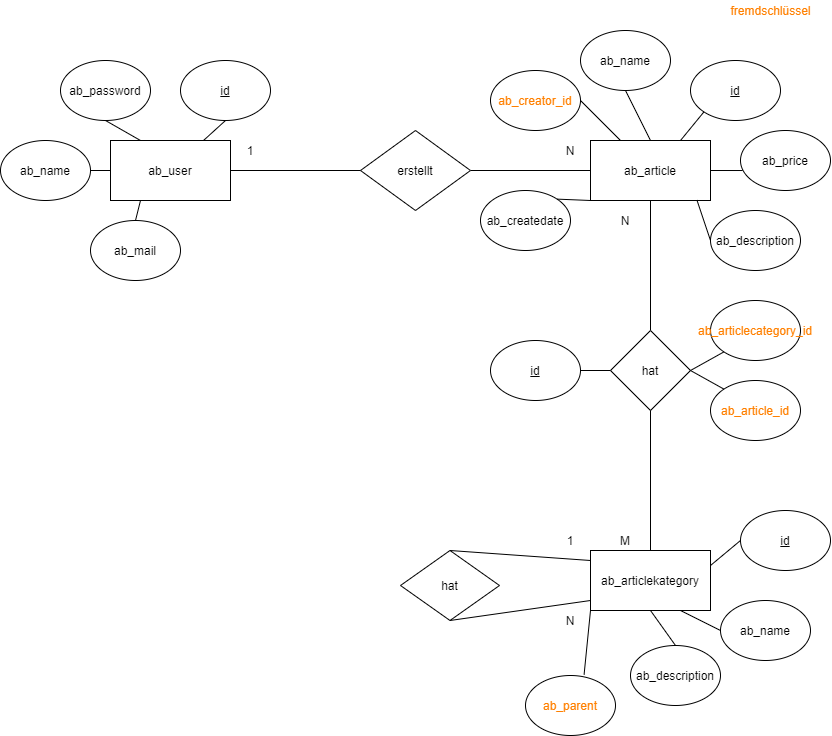 fremdschlüssel
ab_name
ab_password
id
ab_creator_id
id
ab_name
ab_user
1
erstellt
N
ab_article
ab_price
ab_createdate
N
ab_description
ab_mail
ab_articlecategory_id
id
hat
ab_article_id
1
M
id
hat
ab_articlekategory
N
ab_name
ab_description
ab_parent